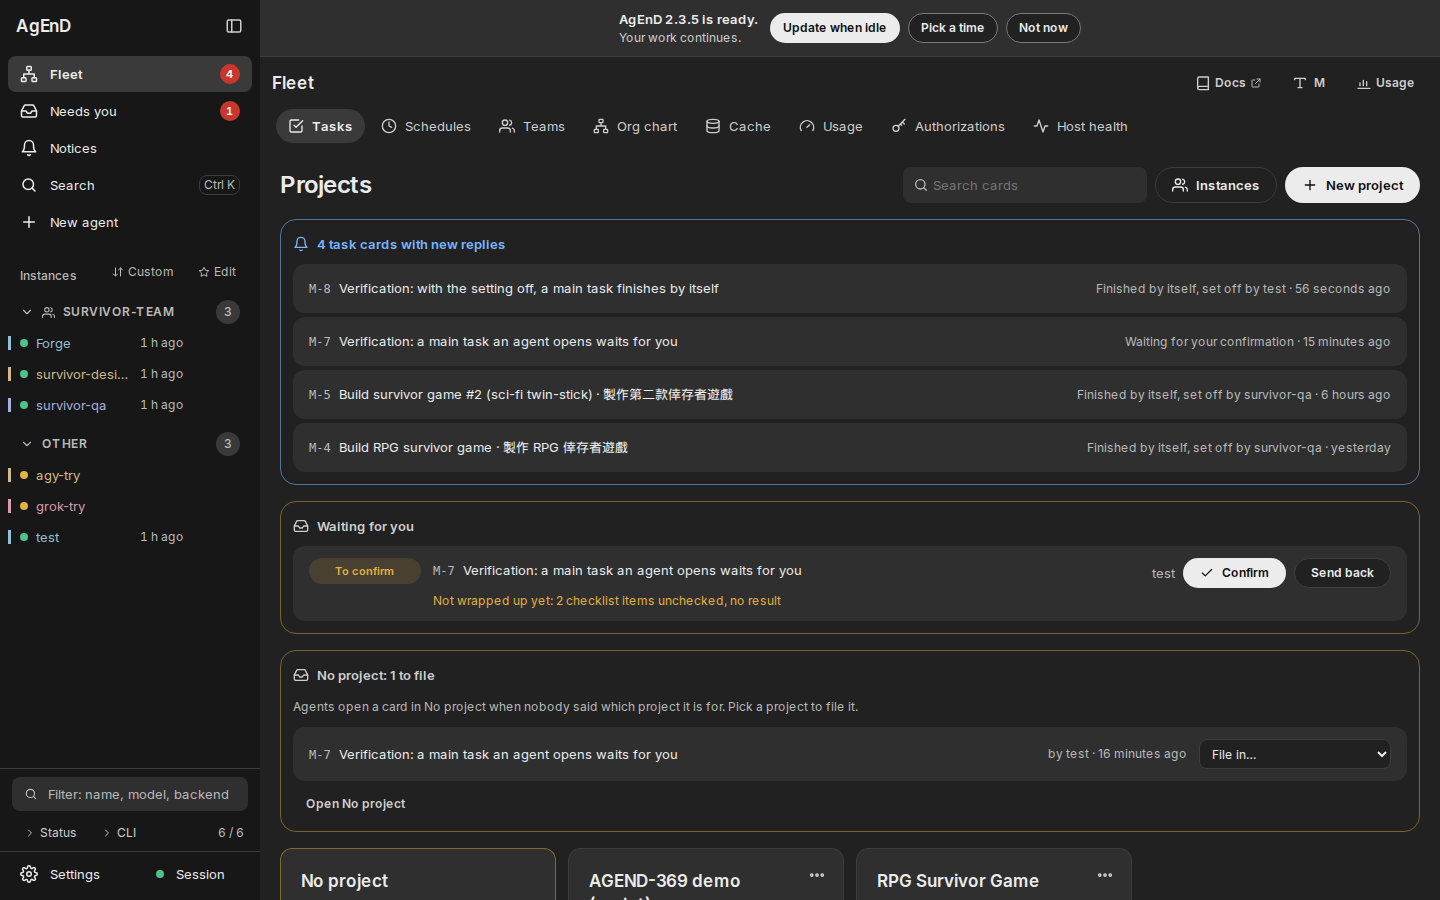 AgEnD
AgEnD 2.3.5 is ready.
Your work continues.
Update when idle
Pick a time
Not now
Fleet
4
Needs you
1
Notices
Search
Ctrl K
New agent
Instances
Custom
Edit
SURVIVOR-TEAM
3
Forge
1 h ago
survivor-desi...
1 h ago
survivor-qa
1 h ago
OTHER
3
agy-try
grok-try
test
1 h ago
Filter: name, model, backend
Status
CLI
6 / 6
Settings
Session
Fleet
Docs
M
Usage
Tasks
Schedules
Teams
Org chart
Cache
Usage
Authorizations
Host health
Projects
Search cards
Instances
New project
4 task cards with new replies
M-8 Verification: with the setting off, a main task finishes by itself
Finished by itself, set off by test · 56 seconds ago
M-7 Verification: a main task an agent opens waits for you
Waiting for your confirmation · 15 minutes ago
M-5 Build survivor game #2 (sci-fi twin-stick) · 製作第二款倖存者遊戲
Finished by itself, set off by survivor-qa · 6 hours ago
M-4 Build RPG survivor game · 製作 RPG 倖存者遊戲
Finished by itself, set off by survivor-qa · yesterday
Waiting for you
To confirm
M-7 Verification: a main task an agent opens waits for you
test
Confirm
Send back
Not wrapped up yet: 2 checklist items unchecked, no result
No project: 1 to file
Agents open a card in No project when nobody said which project it is for. Pick a project to file it.
M-7 Verification: a main task an agent opens waits for you
by test · 16 minutes ago
File in...
Open No project
No project
AGEND-369 demo
RPG Survivor Game